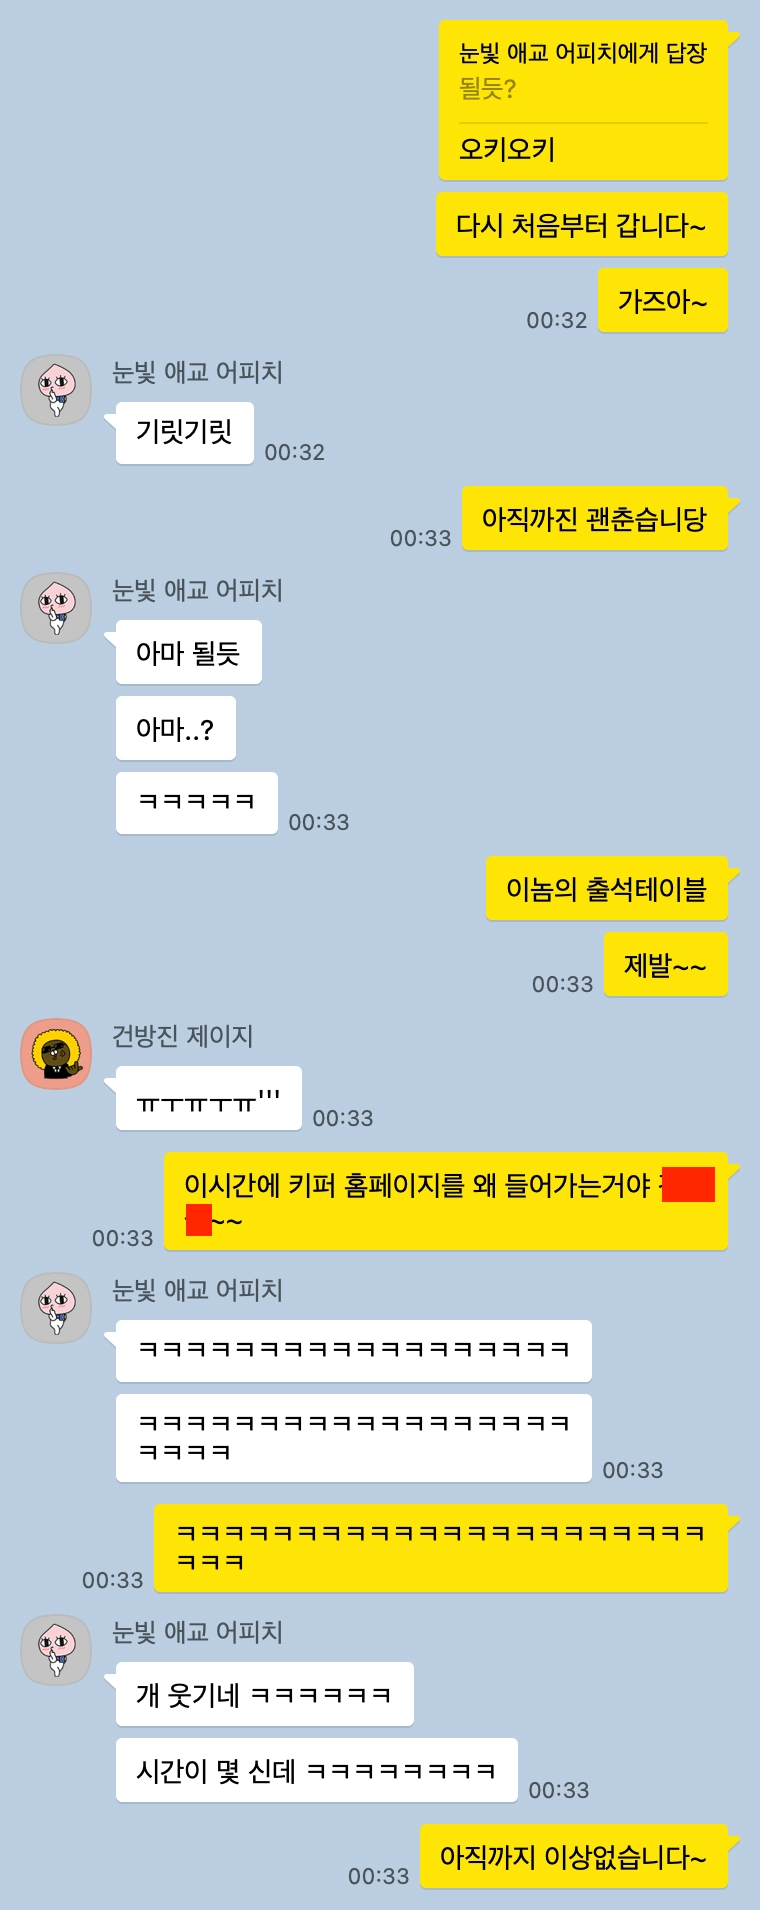 눈빛 애교 어피치에게 답장
될듯?
오키오키
다시 처음부터 갑니다~
가즈아~
00:32
눈빛 애교 어피치
기릿기릿
00:32
아직까진 괜춘습니당
00:33
눈빛 애교 어피치
아마 될듯
아마..?
ㅋㅋㅋㅋㅋ
00:33
이놈의 출석테이블
제발~~
00:33
건방진 제이지
ㅠㅜㅠㅜㅠ'''
00:33
이시간에 키퍼 홈페이지를 왜 들어가는거야
~~
00:33
눈빛 애교 어피치
ㅋㅋㅋㅋㅋㅋㅋㅋㅋㅋㅋㅋㅋㅋㅋㅋㅋㅋ
ㅋㅋㅋㅋㅋㅋㅋㅋㅋㅋㅋㅋㅋㅋㅋㅋㅋㅋ
ㅋㅋㅋㅋ
00:33
ㅋㅋㅋㅋㅋㅋㅋㅋㅋㅋㅋㅋㅋㅋㅋㅋㅋㅋㅋㅋㅋㅋ
ㅋㅋㅋ
00:33
눈빛 애교 어피치
개 웃기네 ㅋㅋㅋㅋㅋㅋ
시간이 몇 신데 ㅋㅋㅋㅋㅋㅋㅋㅋ
00:33
아직까지 이상없습니다~
00:33